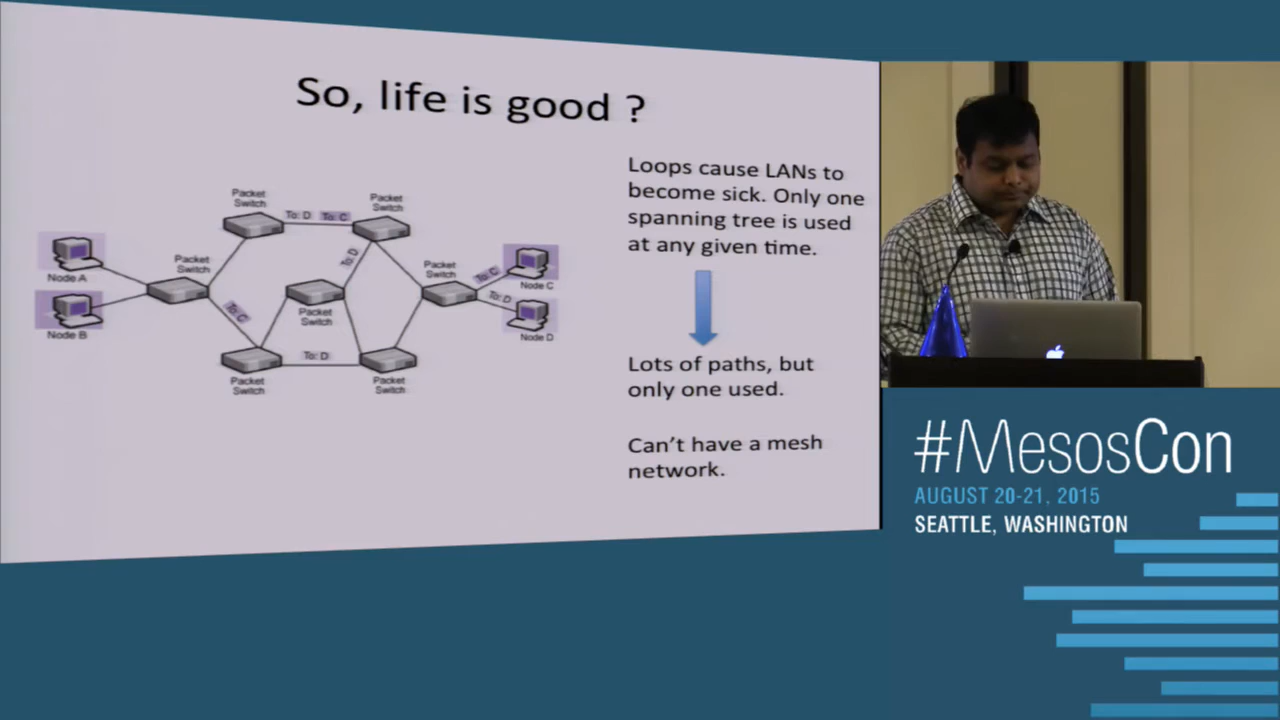 So, life is good ?
Loops cause LANs to
become sick. Only one
spanning tree is used
at any given time.
Lots of paths, but
only one used.
Can't have a mesh
network.
Packet
Switch
To: D To: C
Packet
Switch
Node A
Packet
Switch
To: D
Packet
Switch
To: C
Node C
Node B
To: C
Packet
Switch
To: D
Node D
To: D
Packet
Switch
Packet
Switch
#MesosCon
AUGUST 20-21, 2015
SEATTLE, WASHINGTON